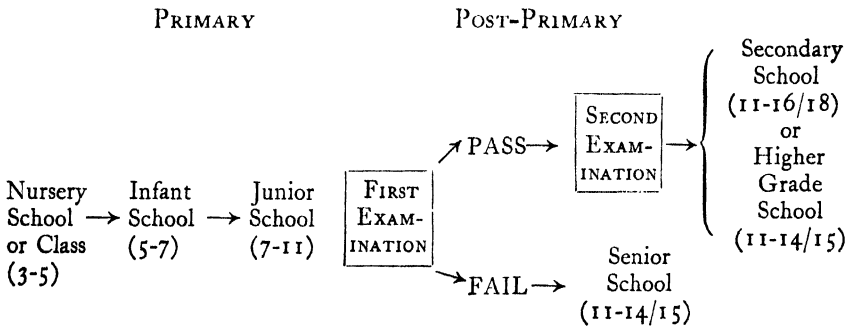 PRIMARY
POST-PRIMARY
Nursery
School
or Class
(3-5)
Infant
School
(5-7)
Junior
School
(7-11)
FIRST
EXAM-
INATION
PASS
SECOND
EXAM-
INATION
Secondary
School
(11-16/18)
or
Higher
Grade
School
(11-14/15)
FAIL
Senior
School
(11-14/15)